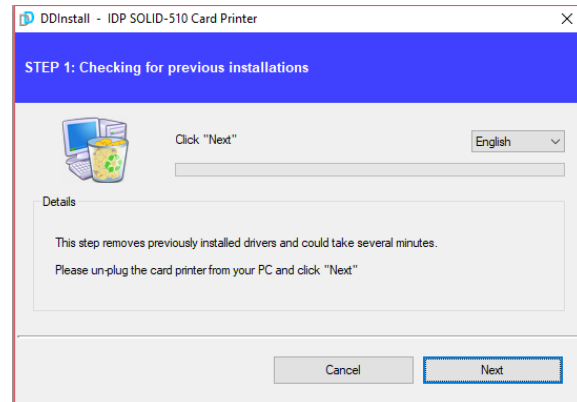 DDInstall - IDP SOLID-510 Card Printer
STEP 1: Checking for previous installations
Click "Next"
English
Details
This step removes previously installed drivers and could take several minutes.
Please un-plug the card printer from your PC and click "Next"
Cancel
Next